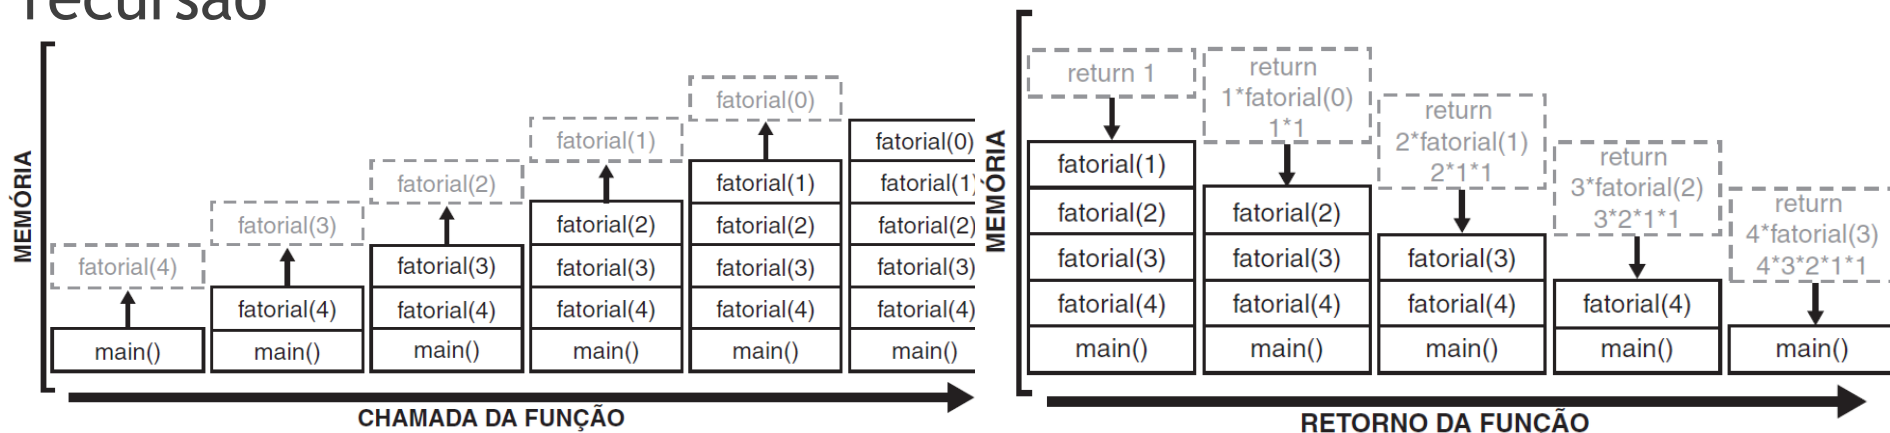 recursão
MEMÓRIA
fatorial(4)
main()
fatorial(3)
fatorial(4)
main()
fatorial(2)
fatorial(3)
fatorial(4)
main()
fatorial(1)
fatorial(2)
fatorial(3)
fatorial(4)
main()
fatorial(0)
fatorial(1)
fatorial(2)
fatorial(3)
fatorial(4)
main()
fatorial(0)
fatorial(1)
fatorial(2)
fatorial(3)
fatorial(4)
main()
CHAMADA DA FUNÇÃO
MEMÓRIA
return 1
fatorial(1)
fatorial(2)
fatorial(3)
fatorial(4)
main()
return
1*fatorial(0)
1*1
fatorial(2)
fatorial(3)
fatorial(4)
main()
return
2*fatorial(1)
2*1*1
fatorial(3)
fatorial(4)
main()
return
3*fatorial(2)
3*2*1*1
fatorial(4)
main()
return
4*fatorial(3)
4*3*2*1*1
main()
RETORNO DA FUNCÃO